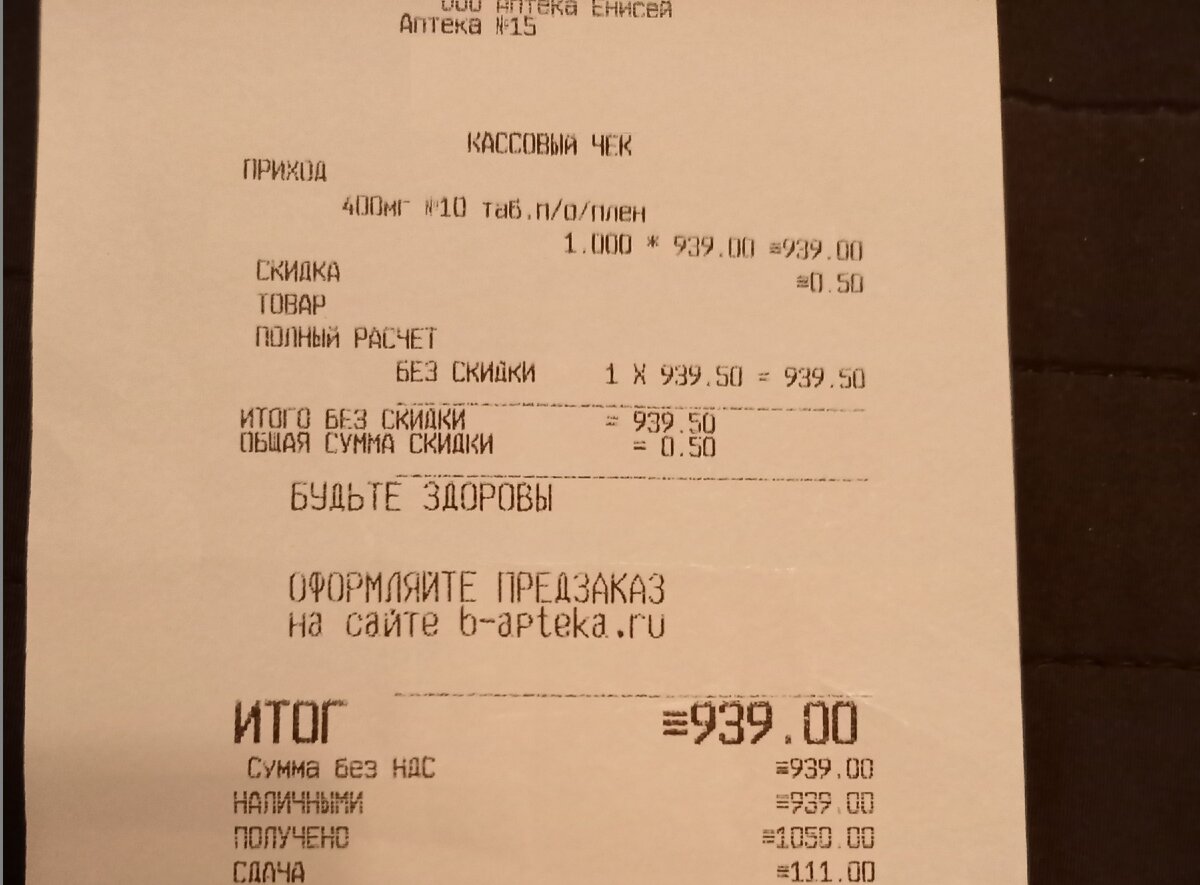 ООО Аптека Енисей
Аптека №15
КАССОВЫЙ ЧЕК
ПРИХОД
400мг №10 таб.п/о/плен
1.000 * 939.00 ≡939.00
СКИДКА ≡0.50
ТОВАР
ПОЛНЫЙ РАСЧЕТ
БЕЗ СКИДКИ 1 X 939.50 = 939.50
ИТОГО БЕЗ СКИДКИ = 939.50
ОБЩАЯ СУММА СКИДКИ = 0.50
БУДЬТЕ ЗДОРОВЫ
ОФОРМЛЯЙТЕ ПРЕДЗАКАЗ
на сайте b-apteka.ru
ИТОГ ≡939.00
Сумма без НДС ≡939.00
НАЛИЧНЫМИ ≡939.00
ПОЛУЧЕНО ≡1050.00
СДАЧА ≡111.00